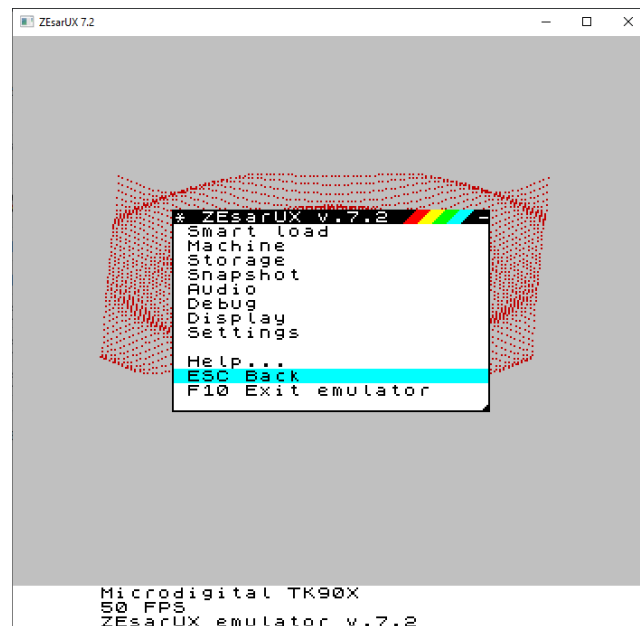 ZEsarUX 7.2
* ZEsarUX v.7.2 -
Smart load
Machine
Storage
Snapshot
Audio
Debug
Display
Settings
Help...
ESC Back
F10 Exit emulator
Microdigital TK90X
50 FPS
ZEsarUX emulator v.7.2